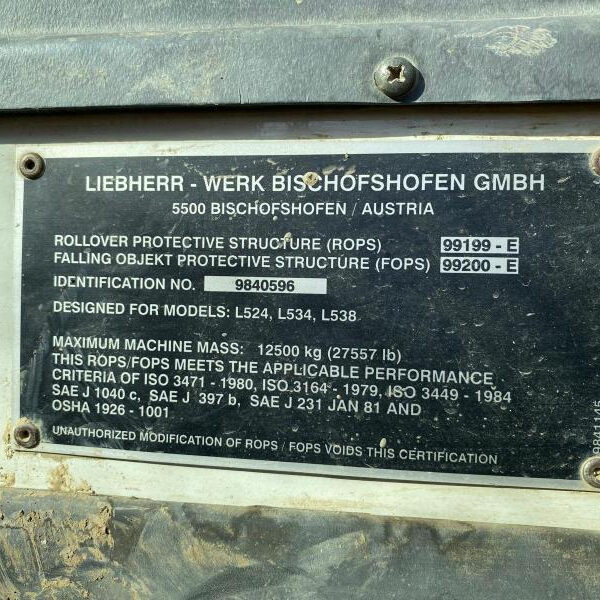 LIEBHERR - WERK BISCHOFSHOFEN GMBH
5500 BISCHOFSHOFEN / AUSTRIA
ROLLOVER PROTECTIVE STRUCTURE (ROPS) 99199 - E
FALLING OBJEKT PROTECTIVE STRUCTURE (FOPS) 99200 - E
IDENTIFICATION NO. 9840596
DESIGNED FOR MODELS: L524, L534, L538
MAXIMUM MACHINE MASS: 12500 kg (27557 lb)
THIS ROPS/FOPS MEETS THE APPLICABLE PERFORMANCE
CRITERIA OF ISO 3471 - 1980, ISO 3164 - 1979, ISO 3449 - 1984
SAE J 1040 c, SAE J 397 b, SAE J 231 JAN 81 AND
OSHA 1926 - 1001
UNAUTHORIZED MODIFICATION OF ROPS / FOPS VOIDS THIS CERTIFICATION
9841145